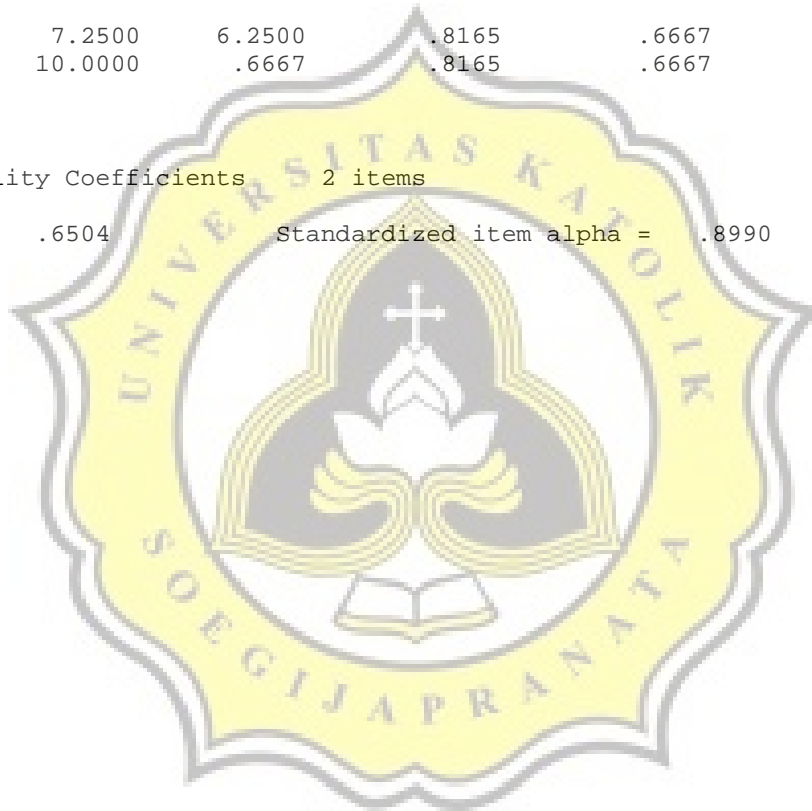 7.2500 6.2500 .8165 .6667
10.0000 .6667 .8165 .6667
lity Coefficients 2 items
.6504 Standardized item alpha = .8990
UNIVERSITAS KATOLIK
SOEGIJAPRANATA